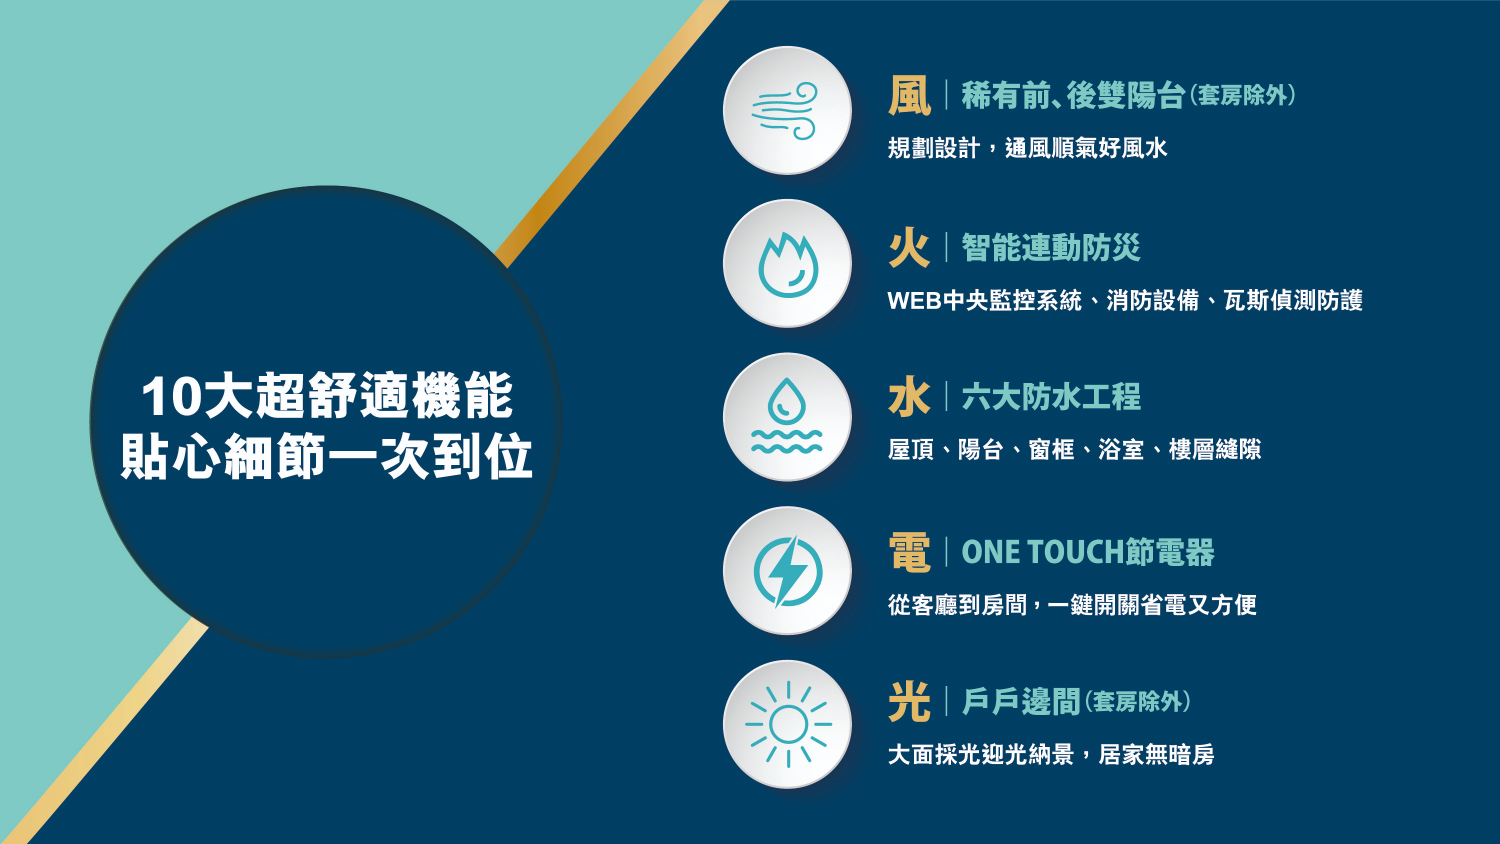 10大超舒適機能
貼心細節一次到位
風｜稀有前、後雙陽台(套房除外)
規劃設計，通風順氣好風水
火｜智能連動防災
WEB中央監控系統、消防設備、瓦斯偵測防護
水｜六大防水工程
屋頂、陽台、窗框、浴室、樓層縫隙
電｜ONE TOUCH節電器
從客廳到房間，一鍵開關省電又方便
光｜戶戶邊間(套房除外)
大面採光迎光納景，居家無暗房